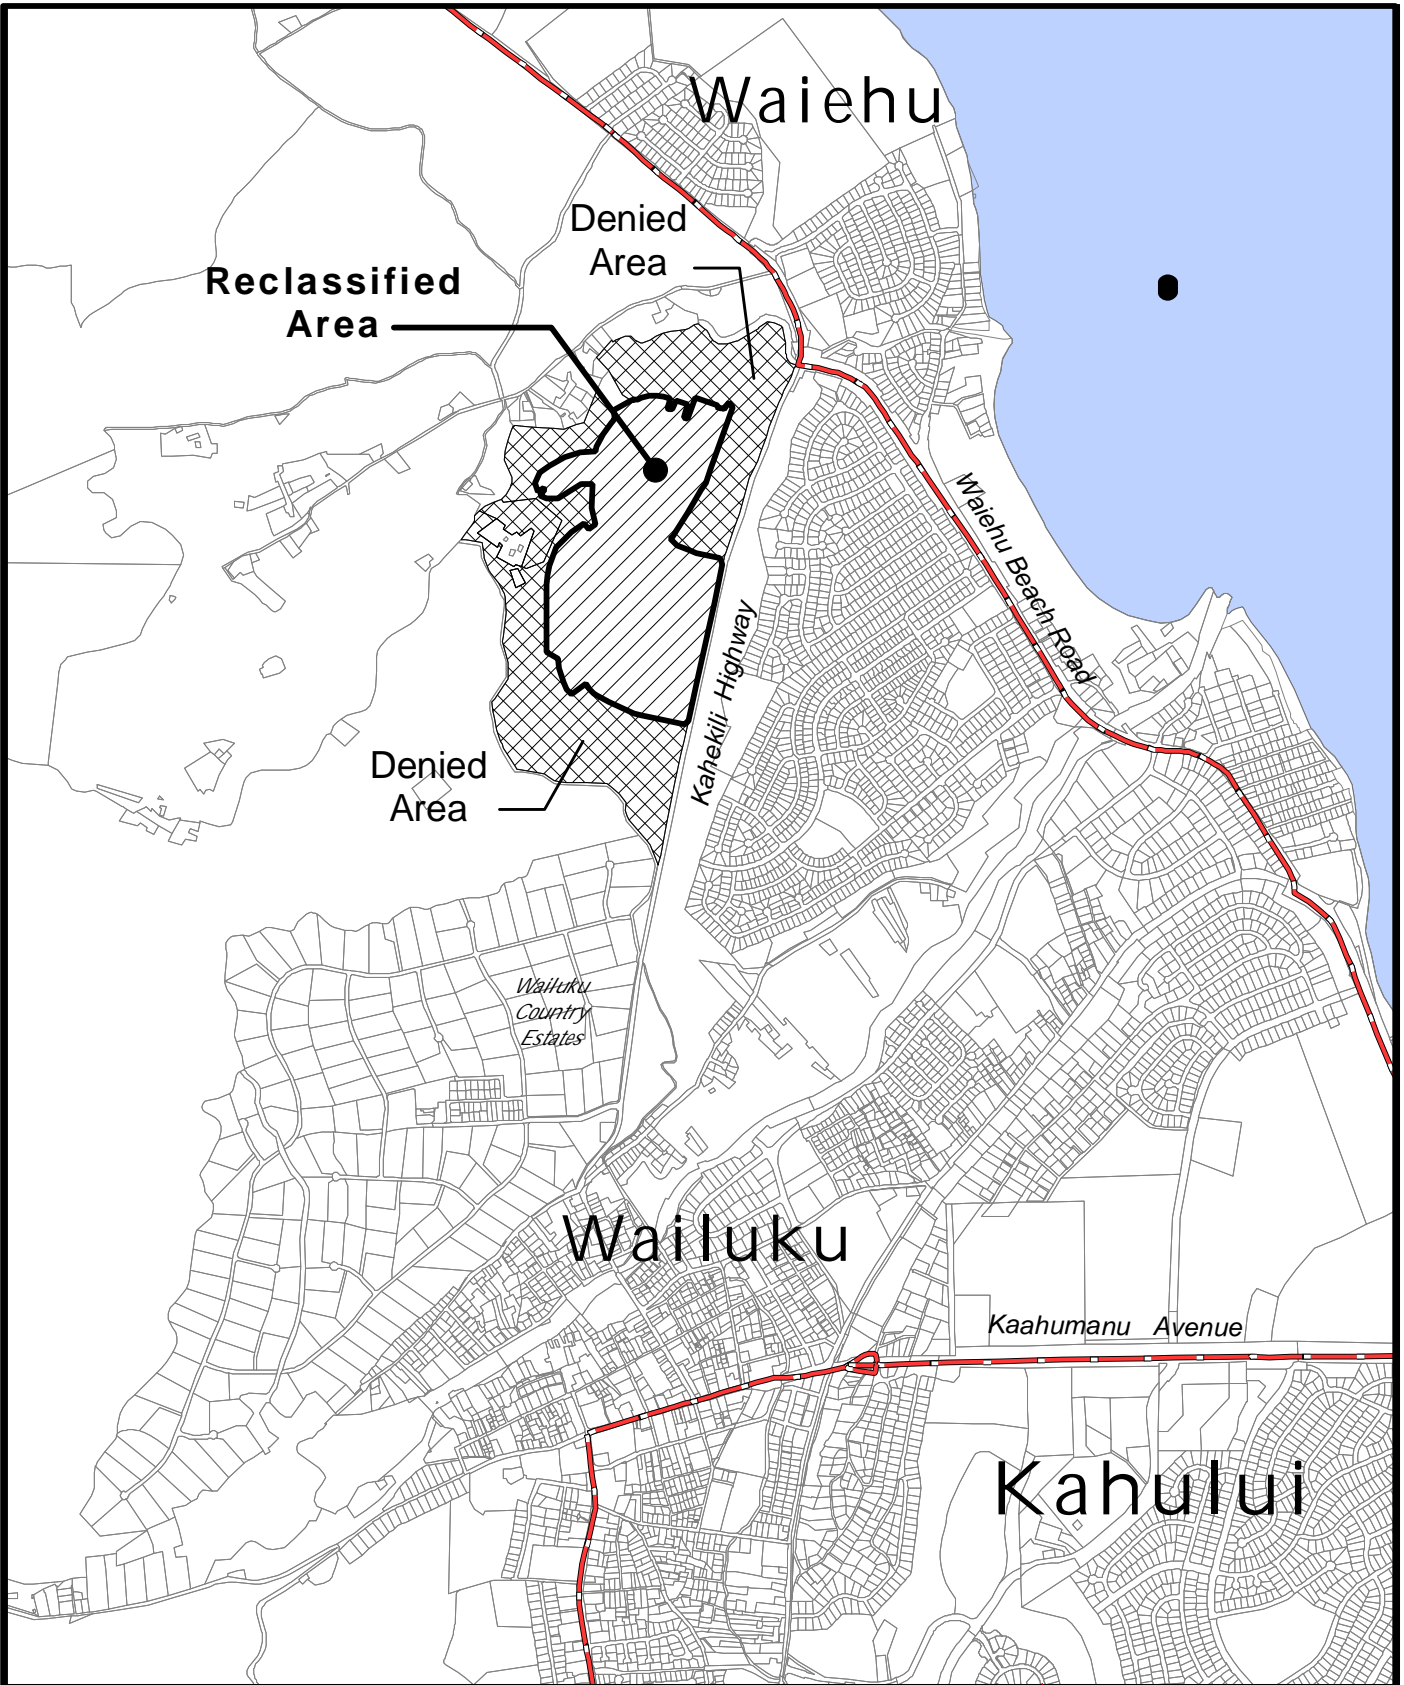 Waiehu
Denied
Area
Reclassified
Area
Waiehu Beach Road
Kahekili Highway
Denied
Area
Wailuku
Country
Estates
Wailuku
Kaahumanu Avenue
Kahului